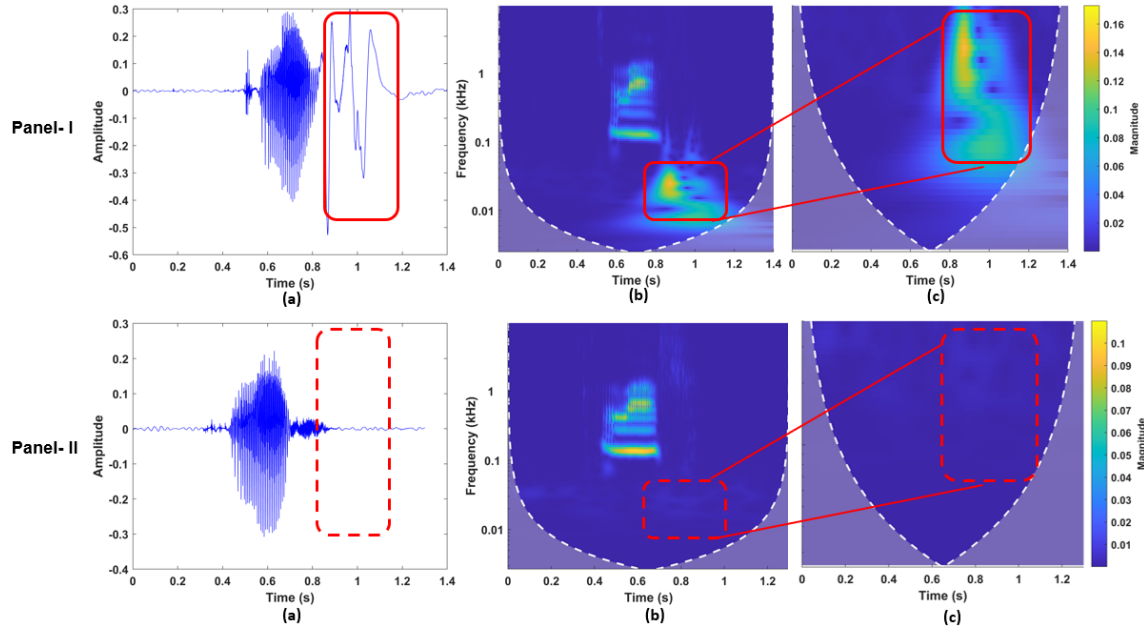 Panel- I
Amplitude
0.3
0.2
0.1
0
-0.1
-0.2
-0.3
-0.4
-0.5
-0.6
0 0.2 0.4 0.6 0.8 1 1.2 1.4
Time (s)
(a)
Frequency (kHz)
1
0.1
0.01
0 0.2 0.4 0.6 0.8 1 1.2 1.4
Time (s)
(b)
0 0.2 0.4 0.6 0.8 1 1.2 1.4
Time (s)
(c)
0.16
0.14
0.12
0.1
0.08
0.06
0.04
0.02
Magnitude
Panel- II
Amplitude
0.3
0.2
0.1
0
-0.1
-0.2
-0.3
-0.4
0 0.2 0.4 0.6 0.8 1 1.2 1.4
Time (s)
(a)
Frequency (kHz)
1
0.1
0.01
0 0.2 0.4 0.6 0.8 1 1.2
Time (s)
(b)
0 0.2 0.4 0.6 0.8 1 1.2
Time (s)
(c)
0.1
0.09
0.08
0.07
0.06
0.05
0.04
0.03
0.02
0.01
Magnitude